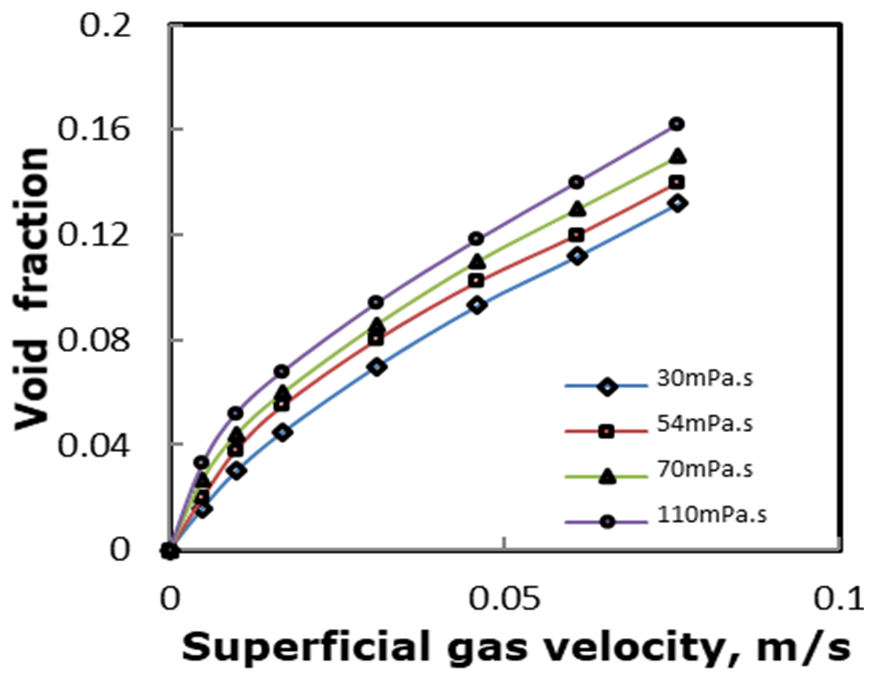 0.2
0.16
0.12
0.08
0.04
0
Void fraction
0
0.05
0.1
Superficial gas velocity, m/s
30mPa.s
54mPa.s
70mPa.s
110mPa.s